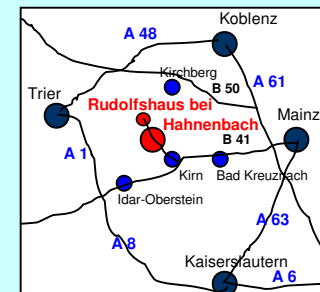 Koblenz
A 48
Kirchberg
B 50
A 61
Trier
Rudolfshaus bei
Hahnenbach
Mainz
B 41
A 1
Kirn
Bad Kreuznach
Idar-Oberstein
A 63
A 8
Kaiserslautern
A 6